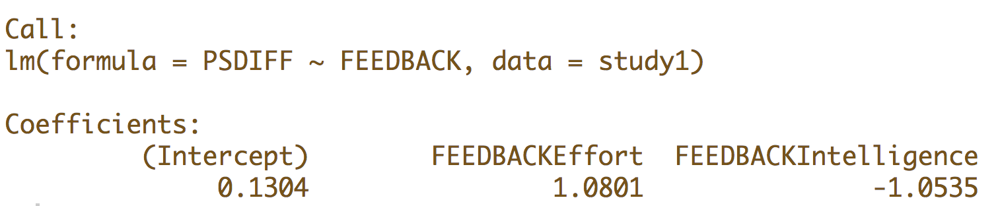 Call:
lm(formula = PSDIFF ~ FEEDBACK, data = study1)
Coefficients:
(Intercept) FEEDBACKEffort FEEDBACKIntelligence
0.1304 1.0801 -1.0535